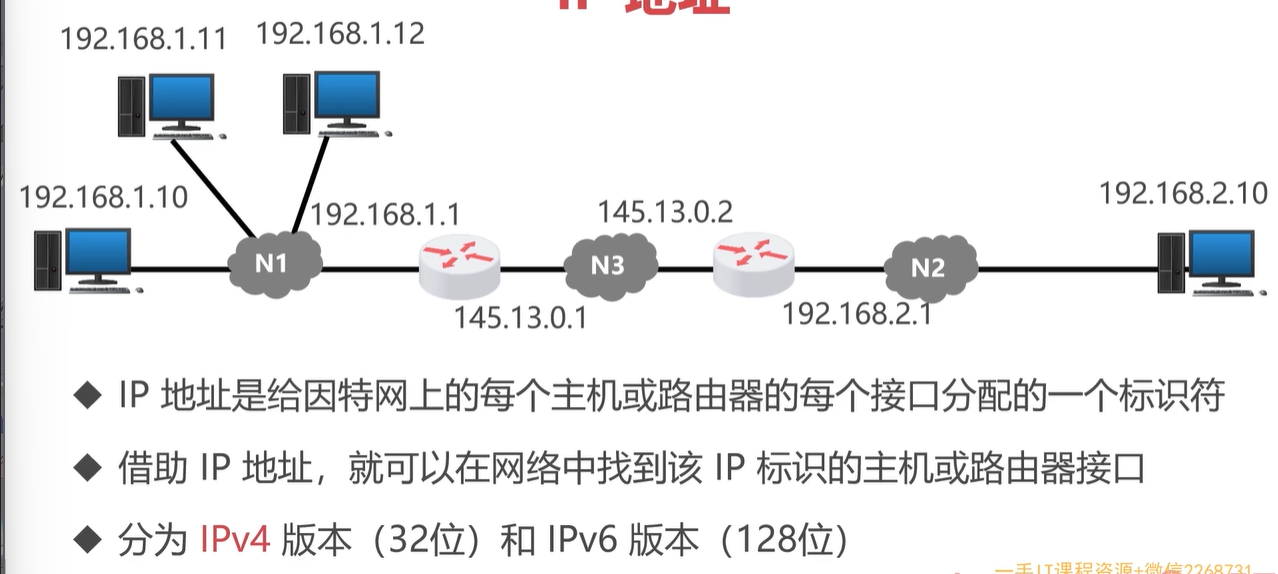 IP 地址
192.168.1.11 192.168.1.12
192.168.1.10
192.168.1.1
145.13.0.2
192.168.2.10
N1
N3
N2
145.13.0.1
192.168.2.1
◆ IP 地址是给因特网上的每个主机或路由器的每个接口分配的一个标识符
◆ 借助 IP 地址，就可以在网络中找到该 IP 标识的主机或路由器接口
◆ 分为 IPv4 版本（32位）和 IPv6 版本（128位）
一手IT课程资源+微信2268731